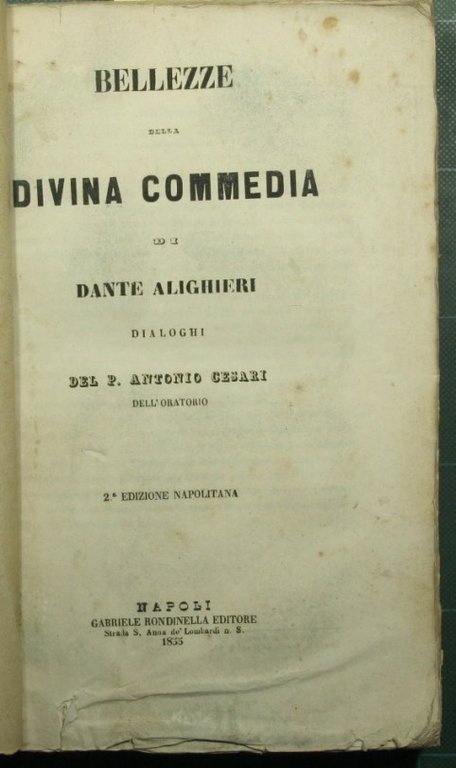 BELLEZZE
DELLA
DIVINA COMMEDIA
DI
DANTE ALIGHIERI
DIALOGHI
DEL P. ANTONIO CESARI
DELL'ORATORIO
2.ª EDIZIONE NAPOLITANA
NAPOLI
GABRIELE RONDINELLA EDITORE
Strada S. Anna de' Lombardi n. 8.
1855